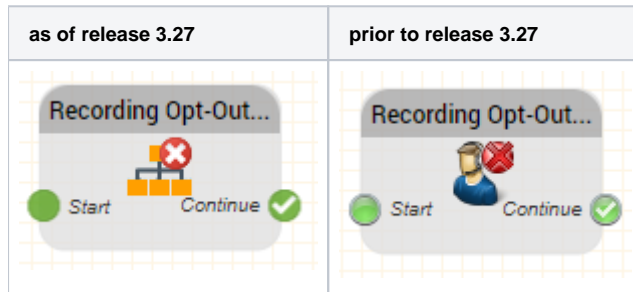 as of release 3.27
prior to release 3.27
Recording Opt-Out...
Start
Continue
Recording Opt-Out...
Start
Continue